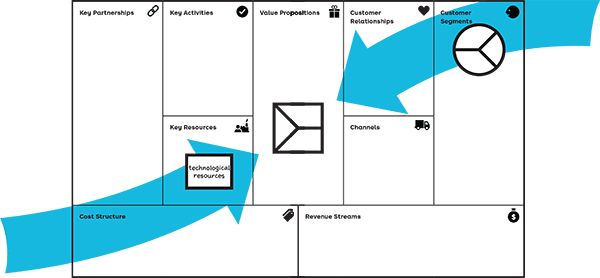 Key Partnerships
Key Activities
Value Propositions
Customer
Relationships
Customer
Segments
Key Resources
Channels
technological
resources
Cost Structure
Revenue Streams
$